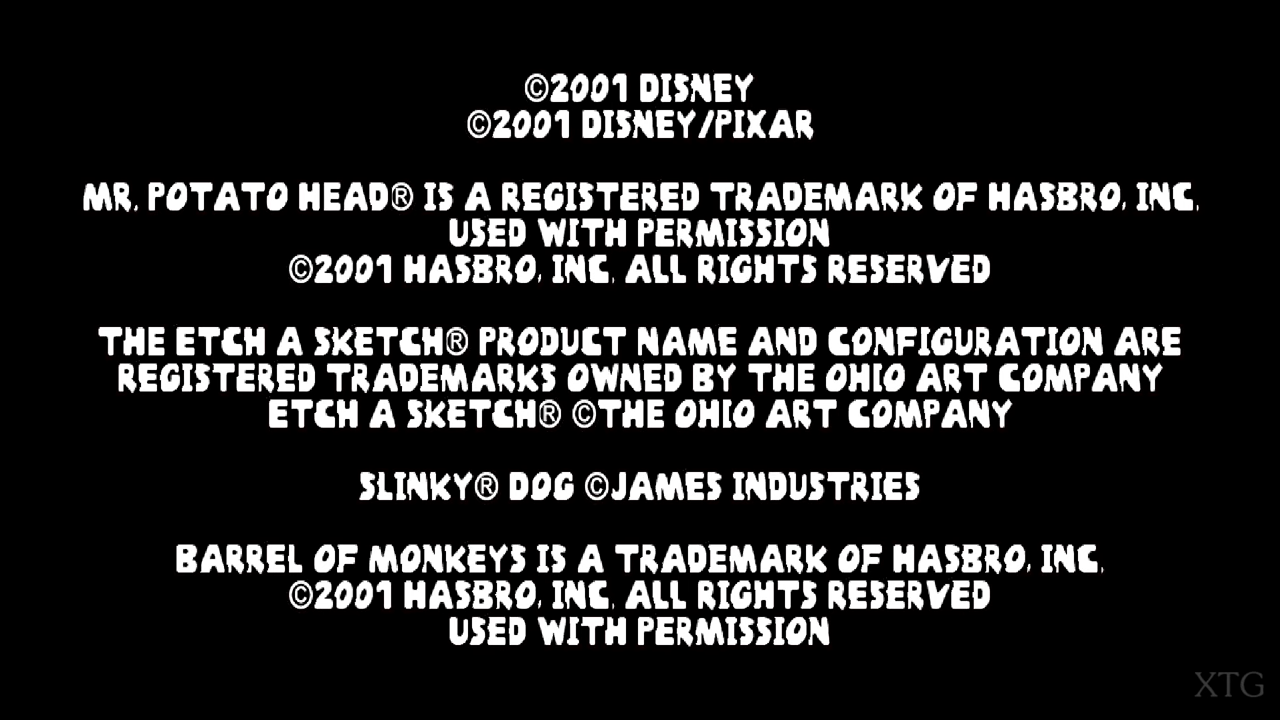 ©2001 DISNEY
©2001 DISNEY/PIXAR
MR. POTATO HEAD® IS A REGISTERED TRADEMARK OF HASBRO, INC.
USED WITH PERMISSION
©2001 HASBRO, INC. ALL RIGHTS RESERVED
THE ETCH A SKETCH® PRODUCT NAME AND CONFIGURATION ARE
REGISTERED TRADEMARKS OWNED BY THE OHIO ART COMPANY
ETCH A SKETCH® ©THE OHIO ART COMPANY
SLINKY® DOG ©JAMES INDUSTRIES
BARREL OF MONKEYS IS A TRADEMARK OF HASBRO, INC.
©2001 HASBRO, INC. ALL RIGHTS RESERVED
USED WITH PERMISSION
XTG